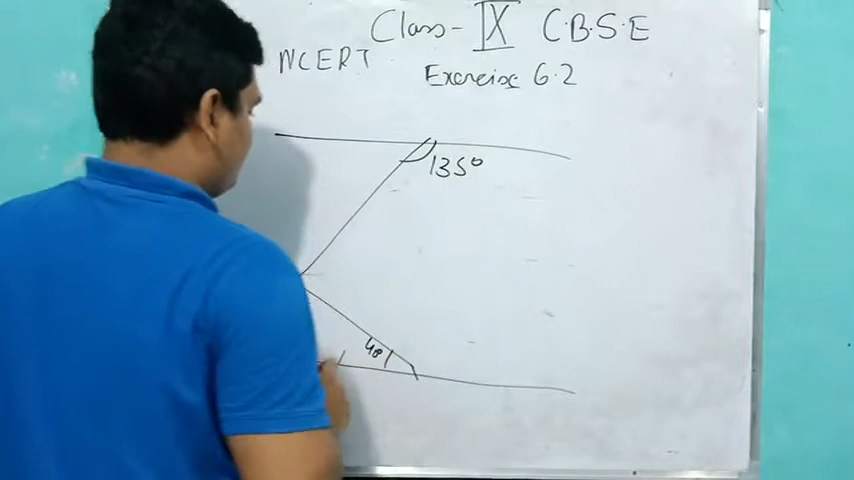 Class - IX C.B.S.E
NCERT
Exercise 6.2
135°
40